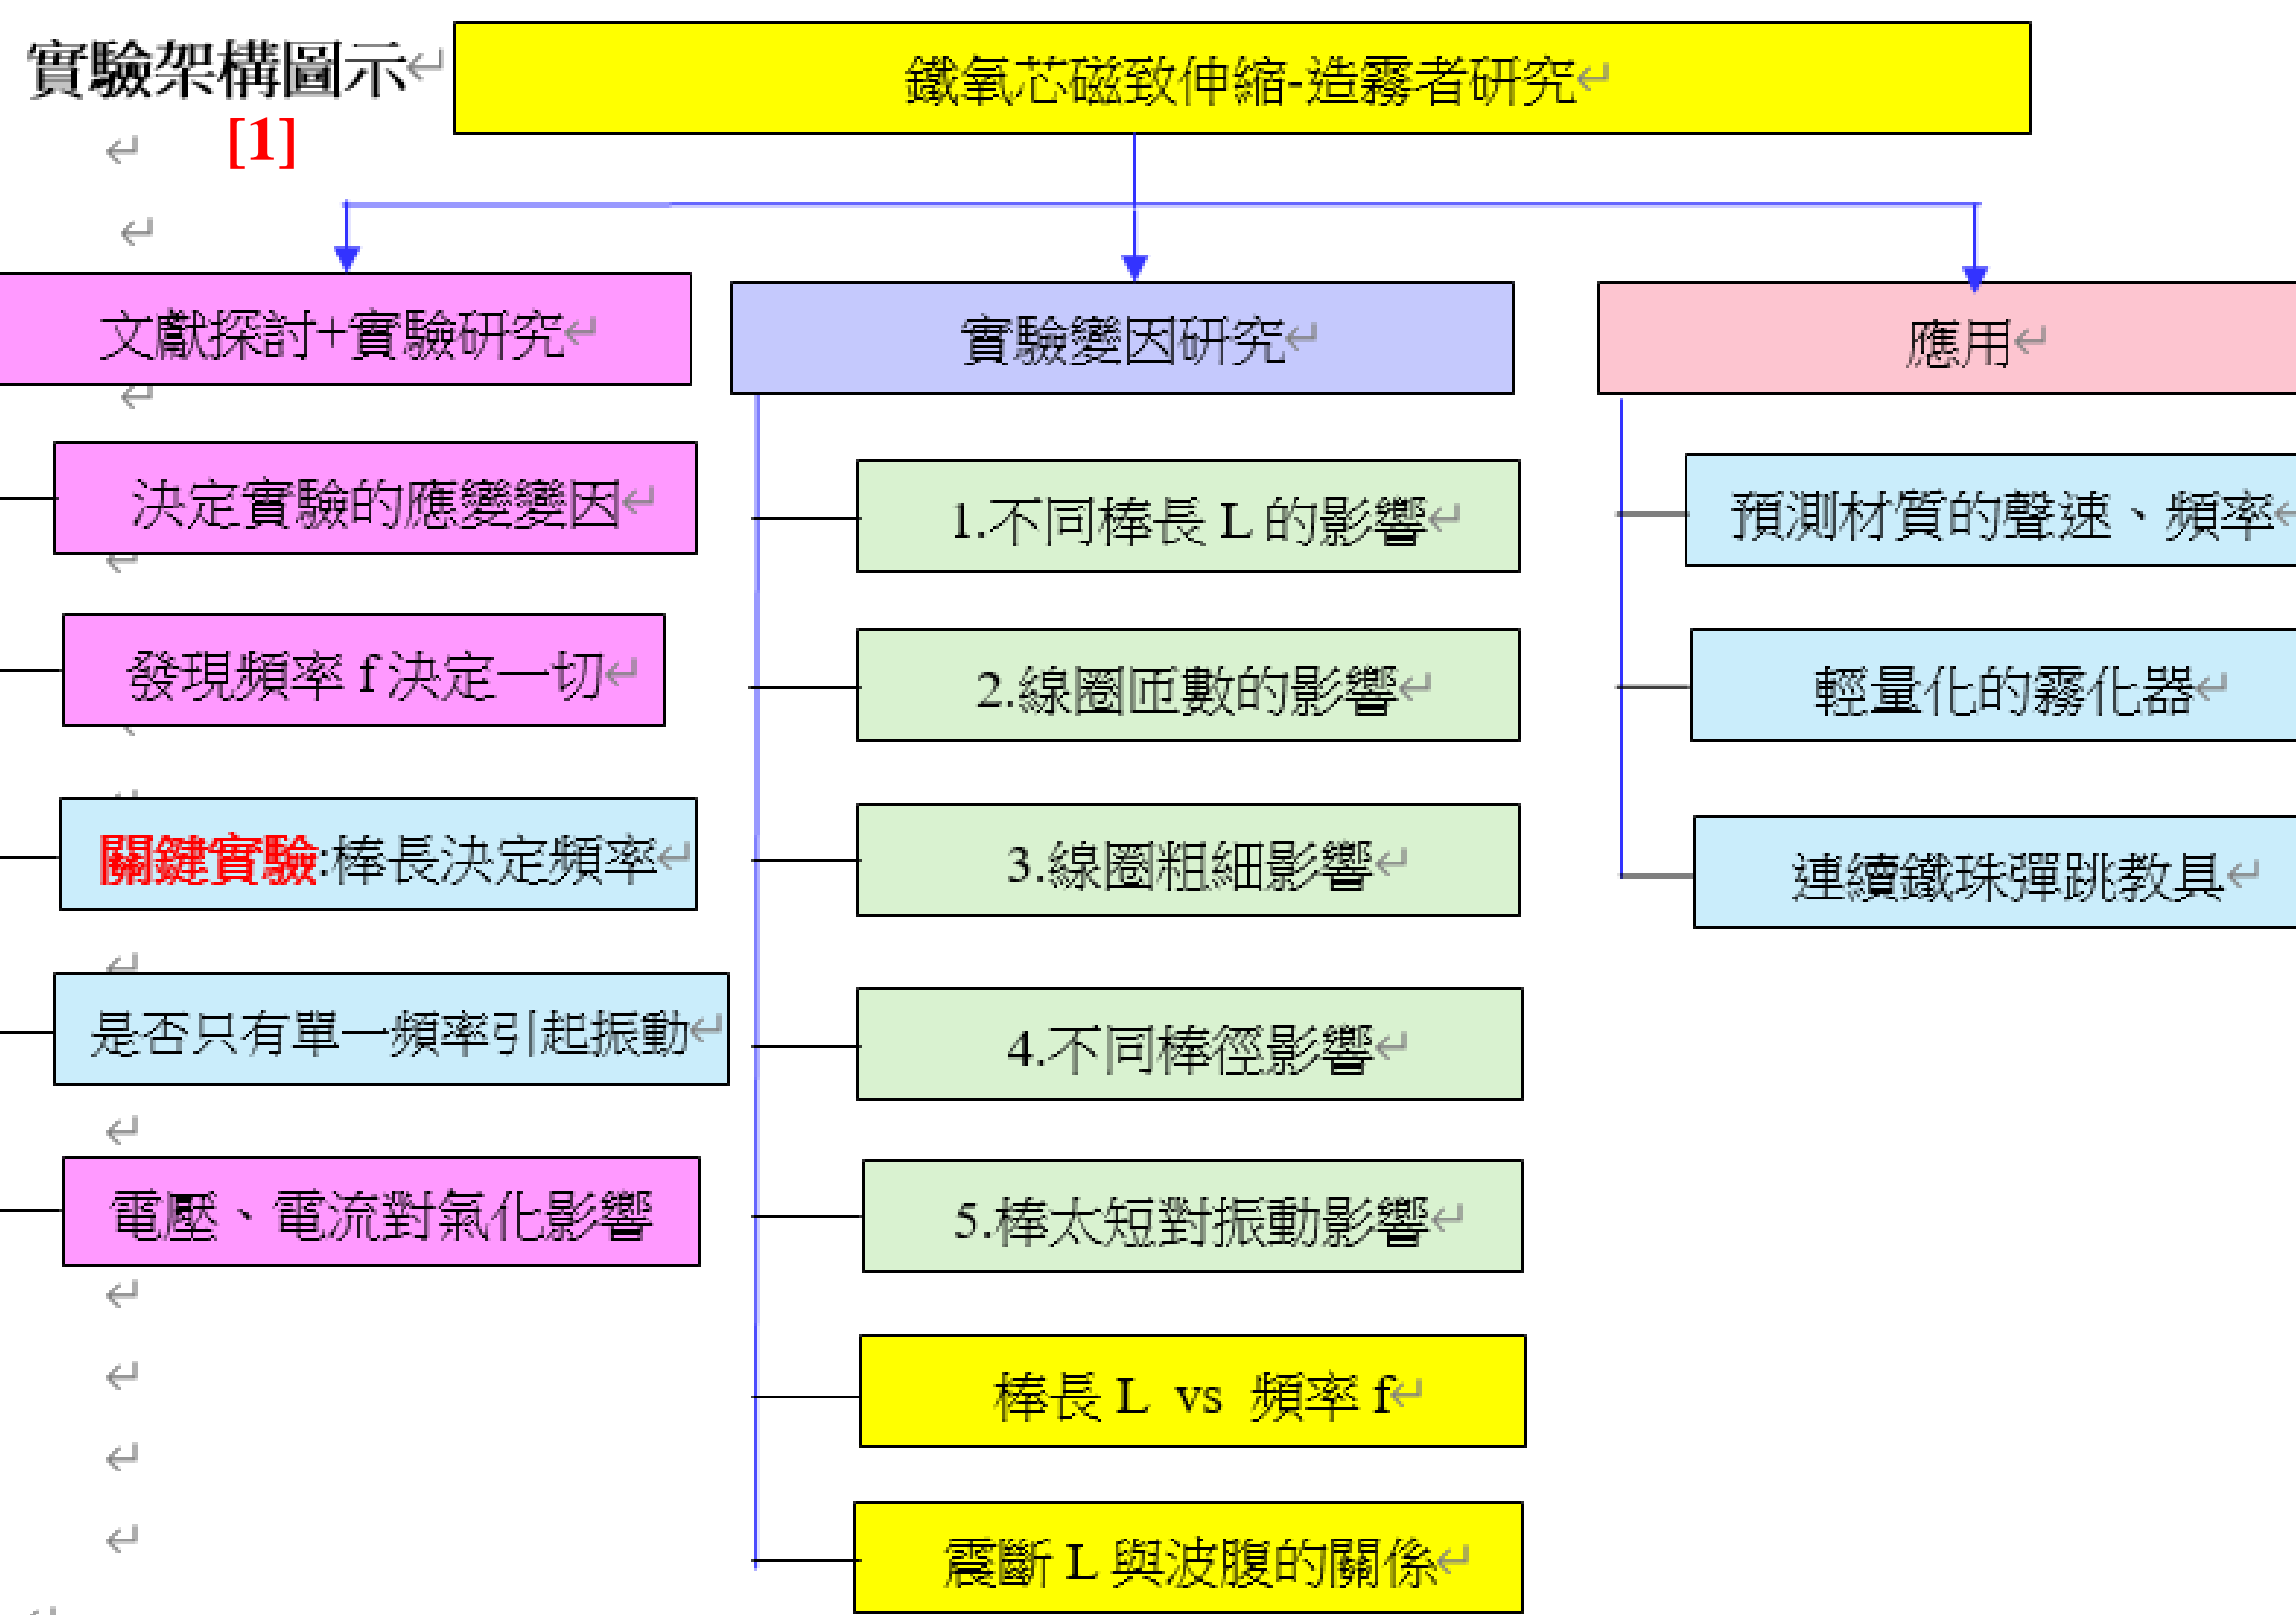 實驗架構圖示
[1]
鐵氧芯磁致伸縮-造霧者研究
文獻探討+實驗研究
決定實驗的應變變因
發現頻率 f 決定一切
關鍵實驗:棒長決定頻率
是否只有單一頻率引起振動
電壓、電流對氣化影響
實驗變因研究
1.不同棒長 L 的影響
2.線圈匝數的影響
3.線圈粗細影響
4.不同棒徑影響
5.棒太短對振動影響
棒長 L vs 頻率 f
震斷 L 與波腹的關係
應用
預測材質的聲速、頻率
輕量化的霧化器
連續鐵珠彈跳教具